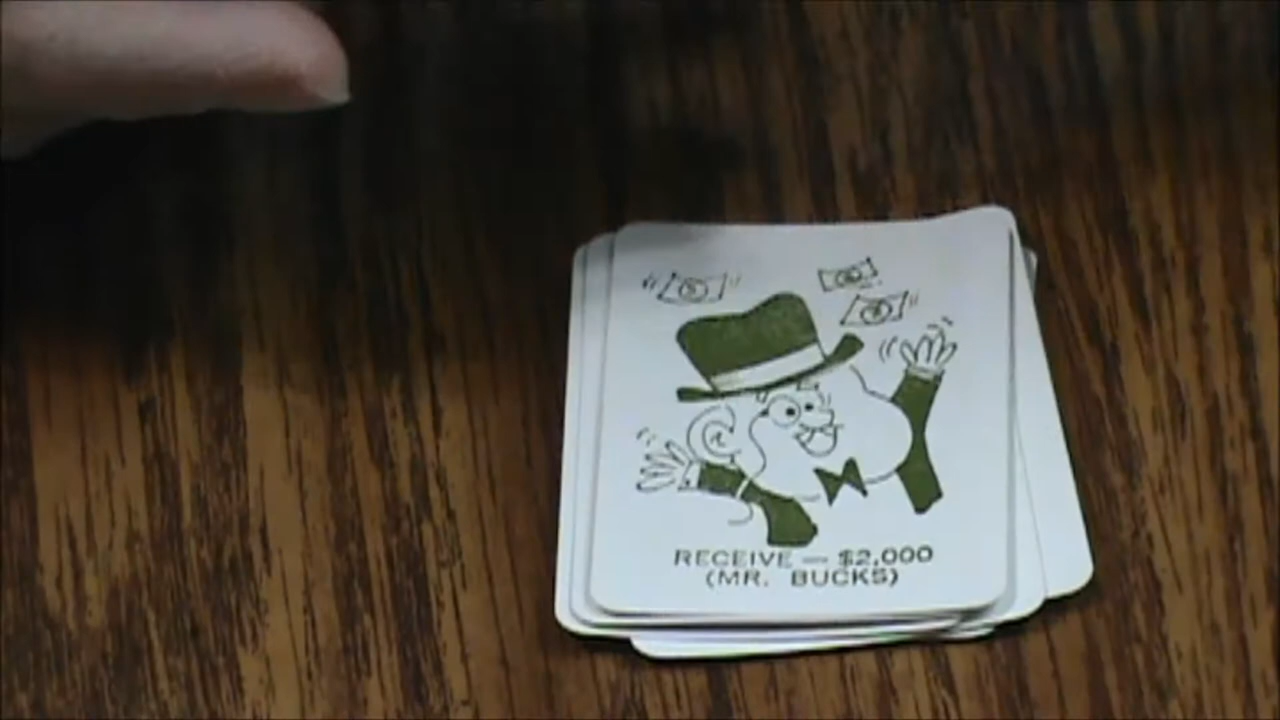 RECEIVE — $2,000
(MR. BUCKS)